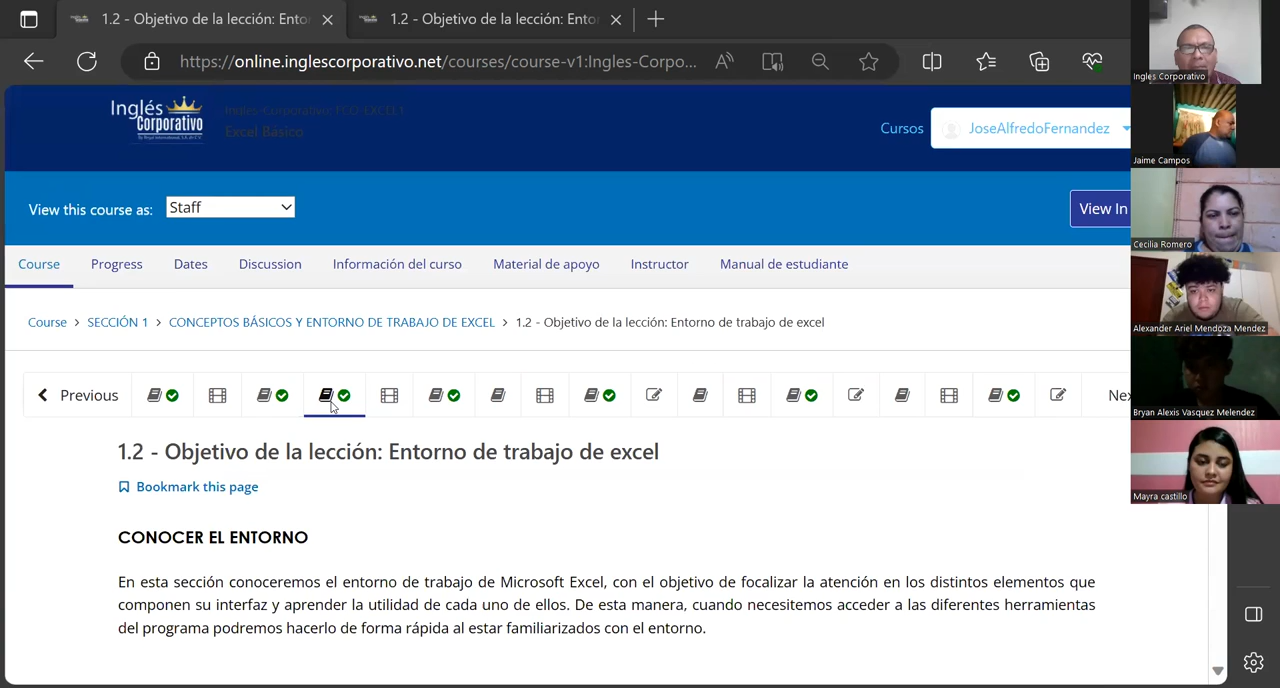 1.2 - Objetivo de la lección: Ento
1.2 - Objetivo de la lección: Ento
https://online.inglescorporativo.net/courses/course-v1:Ingles-Corpo...
Inglés
Corporativo
Ingles-Corporativo: FGO-EXCEL1
Excel Básico
Cursos
JoseAlfredoFernandez
View this course as:
Staff
View In
Course
Progress
Dates
Discussion
Información del curso
Material de apoyo
Instructor
Manual de estudiante
Course > SECCIÓN 1 > CONCEPTOS BÁSICOS Y ENTORNO DE TRABAJO DE EXCEL > 1.2 - Objetivo de la lección: Entorno de trabajo de excel
Previous
Nex
1.2 - Objetivo de la lección: Entorno de trabajo de excel
Bookmark this page
CONOCER EL ENTORNO
En esta sección conoceremos el entorno de trabajo de Microsoft Excel, con el objetivo de focalizar la atención en los distintos elementos que
componen su interfaz y aprender la utilidad de cada uno de ellos. De esta manera, cuando necesitemos acceder a las diferentes herramientas
del programa podremos hacerlo de forma rápida al estar familiarizados con el entorno.
Ingles Corporativo
Jaime Campos
Cecilia Romero
Alexander Ariel Mendoza Mendez
Bryan Alexis Vasquez Melendez
Mayra castillo